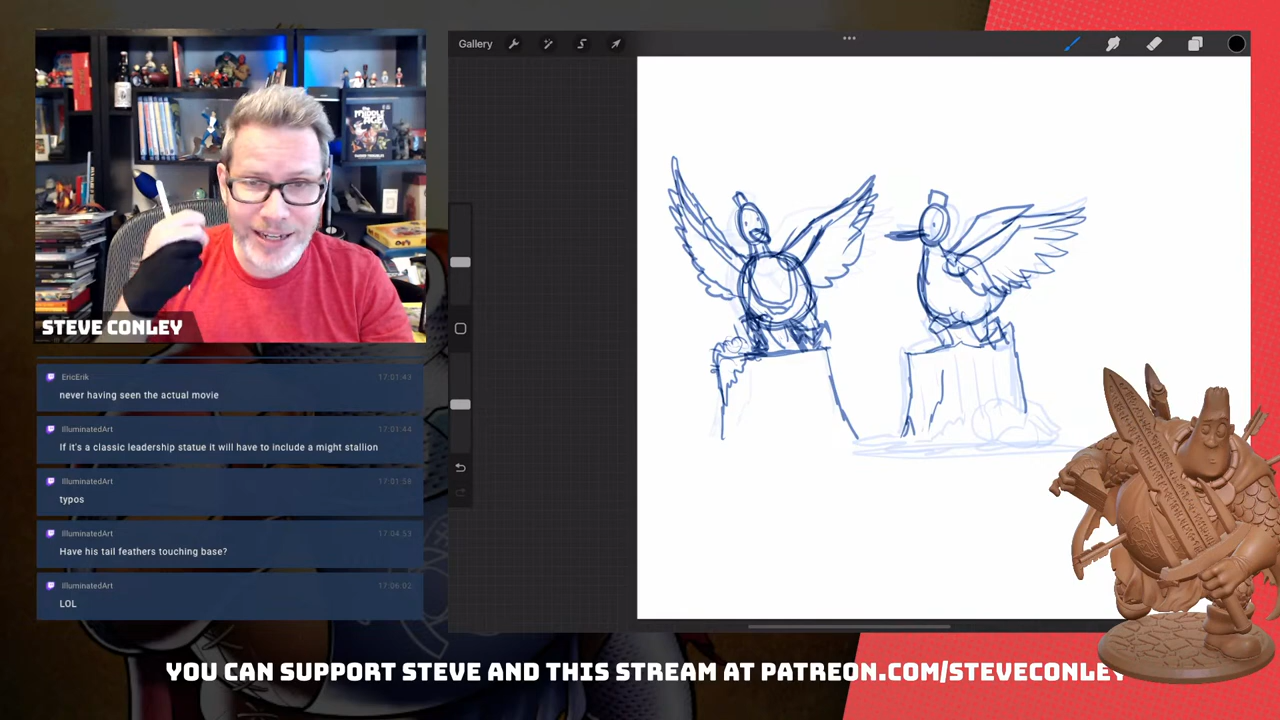 Gallery
THE MIDDLE AGE
STEVE CONLEY
EricErik 17:01:43
never having seen the actual movie
IlluminatedArt 17:01:44
If it's a classic leadership statue it will have to include a might stallion
IlluminatedArt 17:01:58
typos
IlluminatedArt 17:04:53
Have his tail feathers touching base?
IlluminatedArt 17:06:02
LOL
YOU CAN SUPPORT STEVE AND THIS STREAM AT PATREON.COM/STEVECONLEY